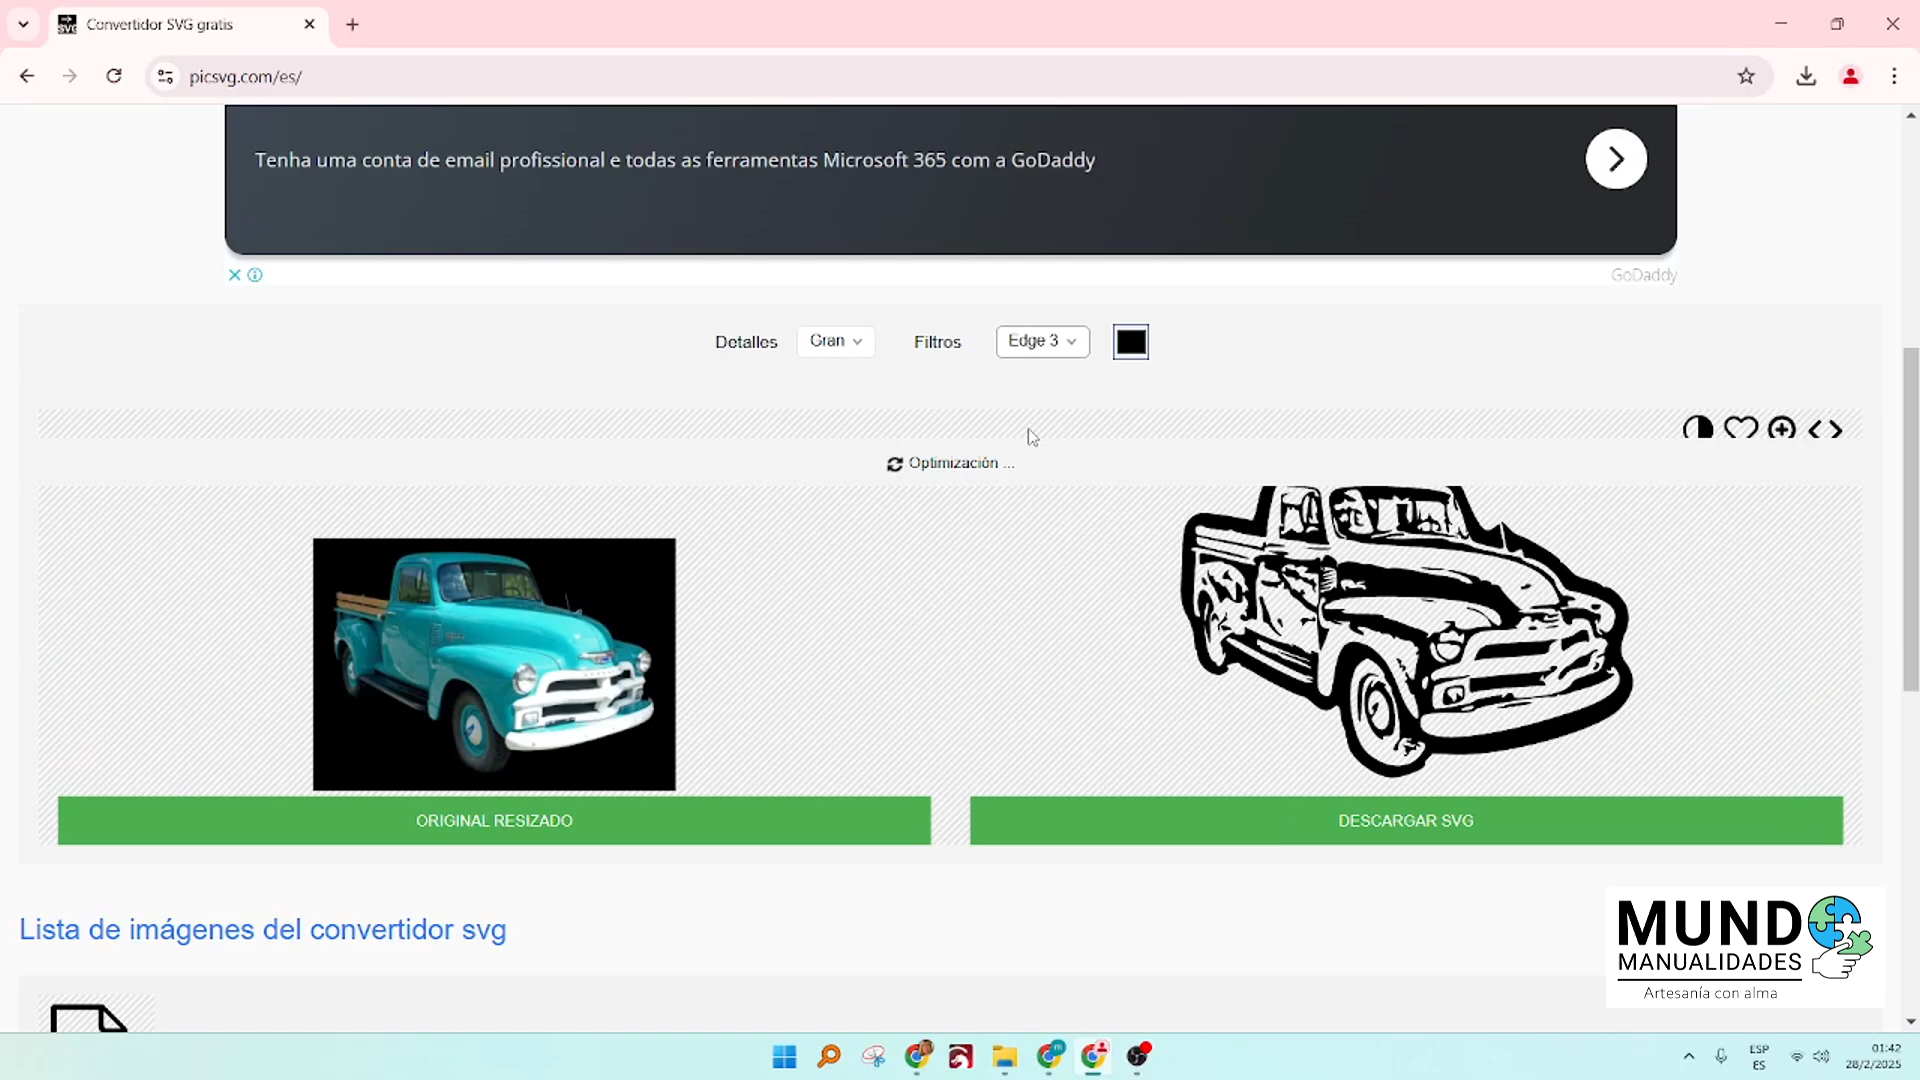 Convertidor SVG gratis
picsvg.com/es/
Tenha uma conta de email profissional e todas as ferramentas Microsoft 365 com a GoDaddy
GoDaddy
Detalles Gran Filtros Edge 3
Optimización ...
ORIGINAL RESIZADO
DESCARGAR SVG
Lista de imágenes del convertidor svg
MUNDO
MANUALIDADES
Artesanía con alma
ESP
ES
01:42
28/2/2025